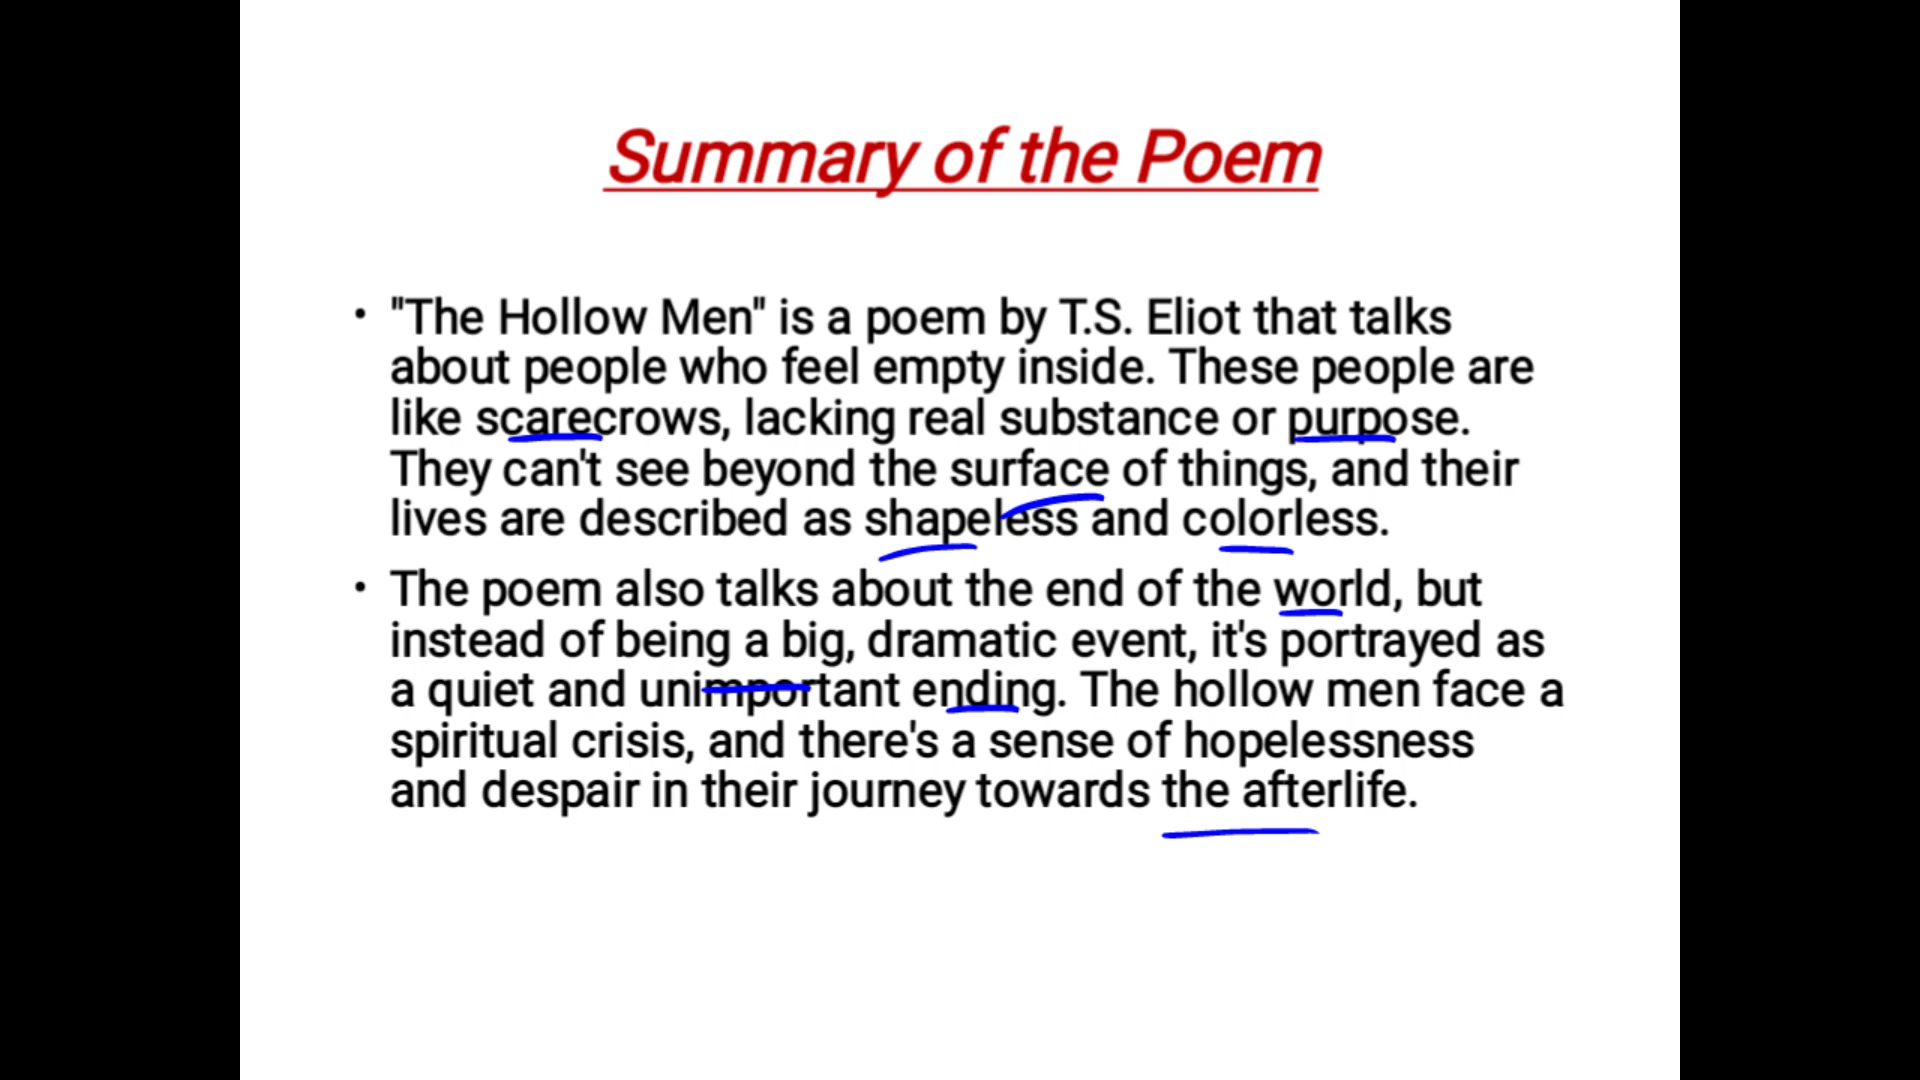 Summary of the Poem
• "The Hollow Men" is a poem by T.S. Eliot that talks
about people who feel empty inside. These people are
like scarecrows, lacking real substance or purpose.
They can't see beyond the surface of things, and their
lives are described as shapeless and colorless.
• The poem also talks about the end of the world, but
instead of being a big, dramatic event, it's portrayed as
a quiet and unimportant ending. The hollow men face a
spiritual crisis, and there's a sense of hopelessness
and despair in their journey towards the afterlife.